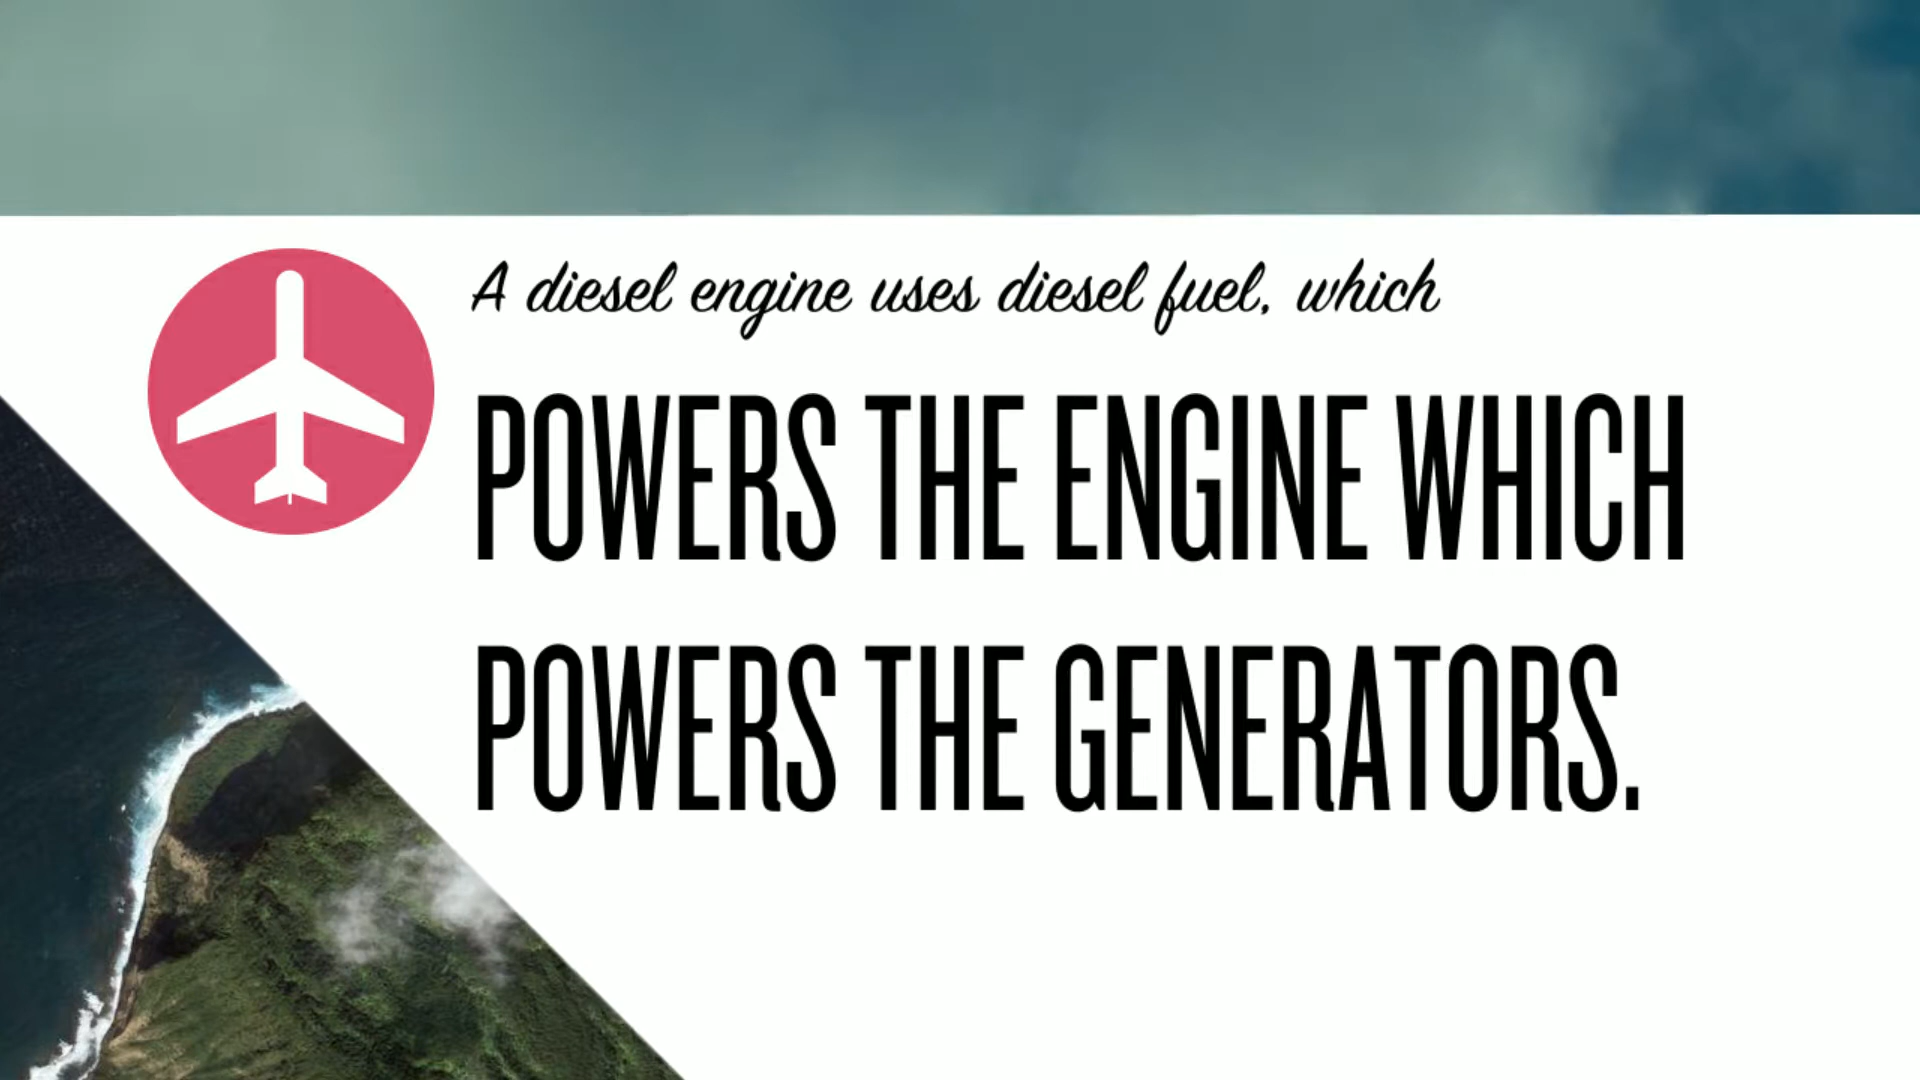 A diesel engine uses diesel fuel, which
POWERS THE ENGINE WHICH
POWERS THE GENERATORS.